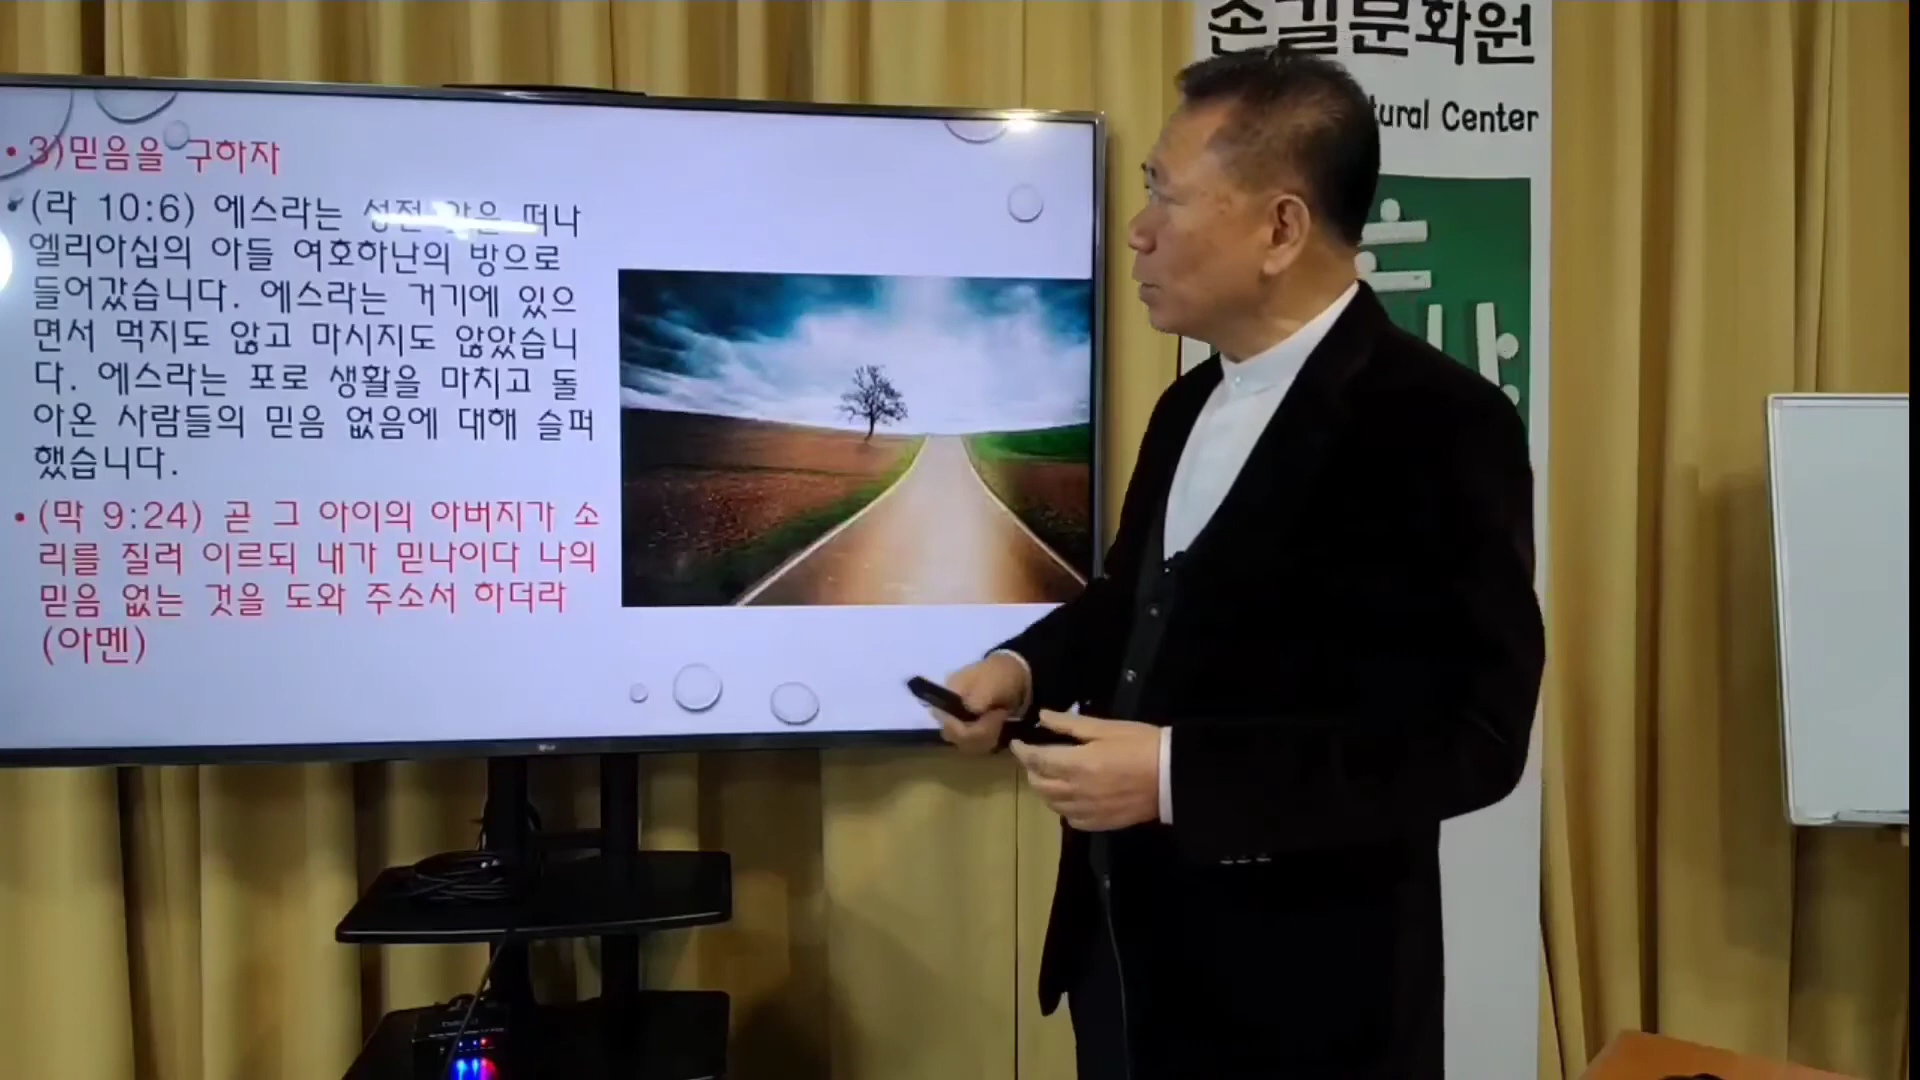 손길문화원
tural Center
• 3)믿음을 구하자
• (라 10:6) 에스라는 성전 앞을 떠나
엘리아십의 아들 여호하난의 방으로
들어갔습니다. 에스라는 거기에 있으
면서 먹지도 않고 마시지도 않았습니
다. 에스라는 포로 생활을 마치고 돌
아온 사람들의 믿음 없음에 대해 슬퍼
했습니다.
• (막 9:24) 곧 그 아이의 아버지가 소
리를 질러 이르되 내가 믿나이다 나의
믿음 없는 것을 도와 주소서 하더라
(아멘)